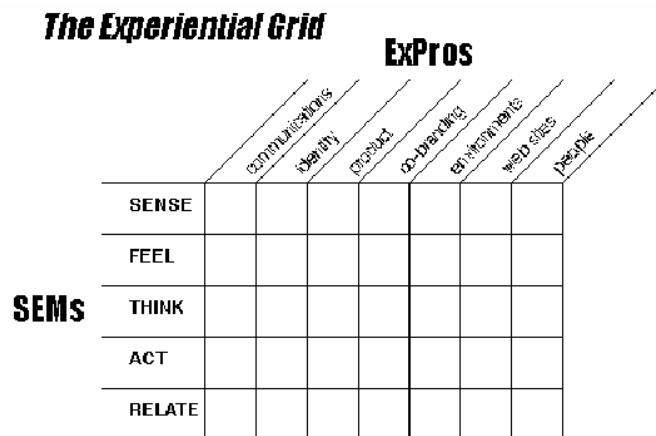 The Experiential Grid
ExPros
communications
identity
product
co-branding
environments
web sites
people
SENSE
FEEL
SEMs
THINK
ACT
RELATE